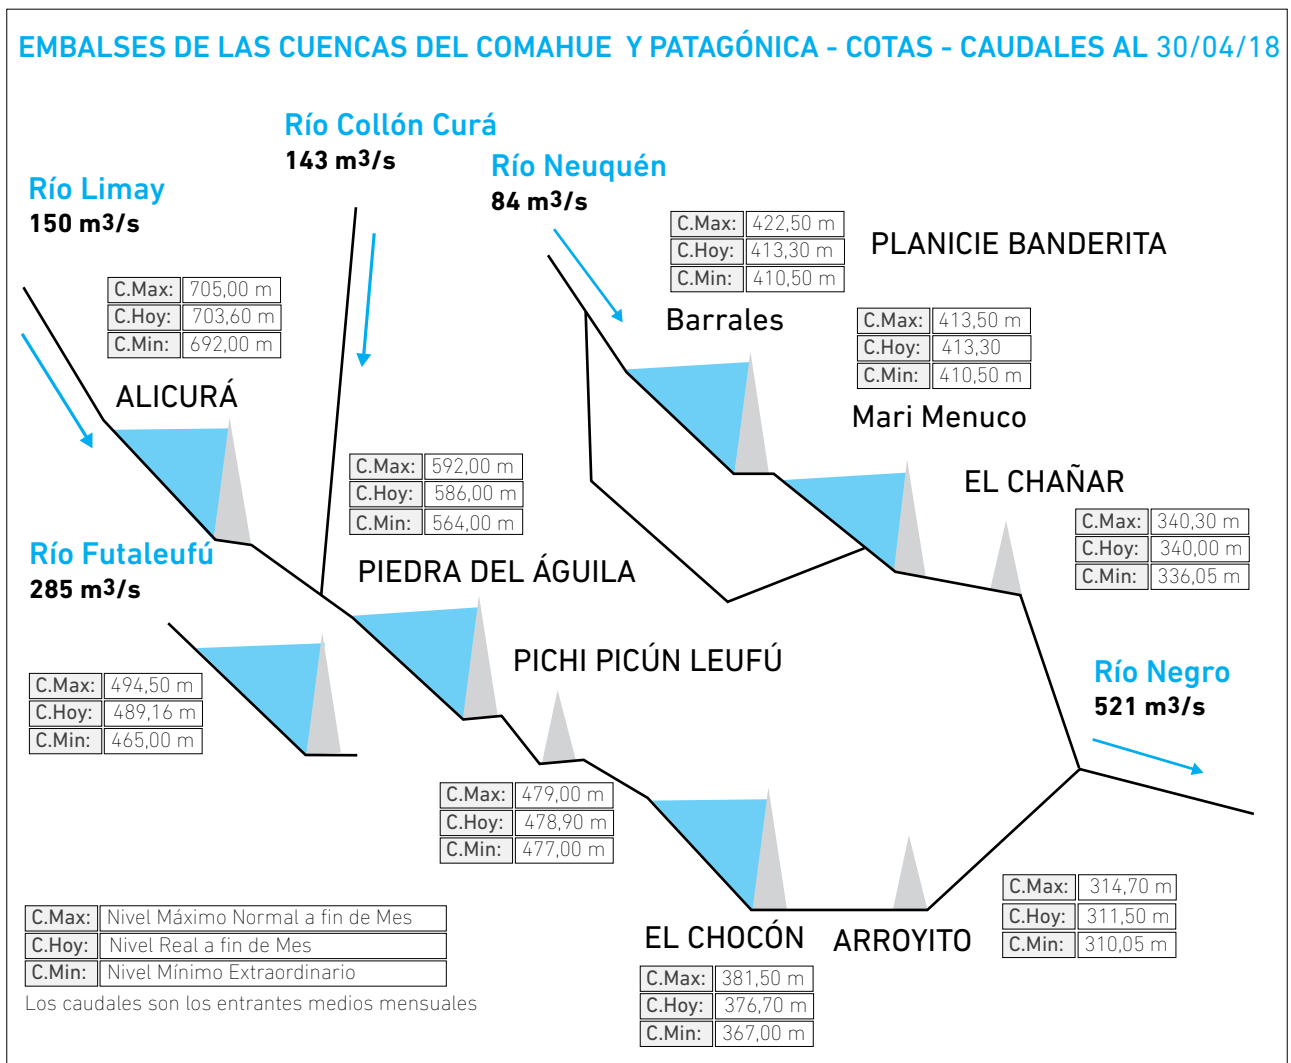 EMBALSES DE LAS CUENCAS DEL COMAHUE Y PATAGÓNICA - COTAS - CAUDALES AL 30/04/18
Río Collón Curá
143 m3/s
Río Neuquén
84 m3/s
Río Limay
150 m3/s
C.Max: 422,50 m
C.Hoy: 413,30 m
C.Min: 410,50 m
PLANICIE BANDERITA
C.Max: 705,00 m
C.Hoy: 703,60 m
C.Min: 692,00 m
Barrales
C.Max: 413,50 m
C.Hoy: 413,30
C.Min: 410,50 m
ALICURÁ
Mari Menuco
C.Max: 592,00 m
C.Hoy: 586,00 m
C.Min: 564,00 m
EL CHAÑAR
C.Max: 340,30 m
C.Hoy: 340,00 m
C.Min: 336,05 m
Río Futaleufú
285 m3/s
PIEDRA DEL ÁGUILA
PICHI PICÚN LEUFÚ
Río Negro
521 m3/s
C.Max: 494,50 m
C.Hoy: 489,16 m
C.Min: 465,00 m
C.Max: 479,00 m
C.Hoy: 478,90 m
C.Min: 477,00 m
C.Max: 314,70 m
C.Hoy: 311,50 m
C.Min: 310,05 m
EL CHOCÓN
ARROYITO
C.Max: 381,50 m
C.Hoy: 376,70 m
C.Min: 367,00 m
C.Max: Nivel Máximo Normal a fin de Mes
C.Hoy: Nivel Real a fin de Mes
C.Min: Nivel Mínimo Extraordinario
Los caudales son los entrantes medios mensuales